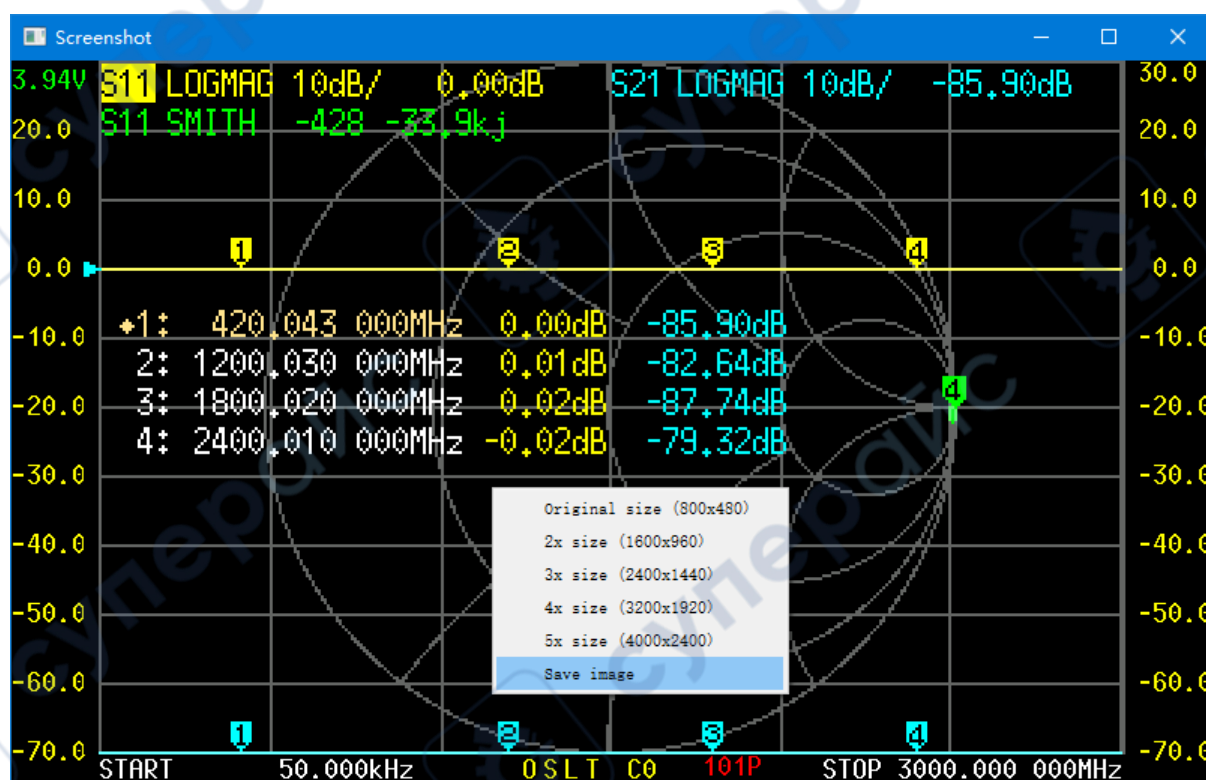 Screenshot
3.94V S11 LOGMAG 10dB/ 0.00dB S21 LOGMAG 10dB/ -85.90dB 30.0
20.0 S11 SMITH -428 -33.9kj 20.0
10.0 10.0
1 2 3 4
0.0 0.0
-10.0 1: 420.043 000MHz 0.00dB -85.90dB -10.0
2: 1200.030 000MHz 0.01dB -82.64dB
4
-20.0 3: 1800.020 000MHz 0.02dB -87.74dB -20.0
4: 2400.010 000MHz -0.02dB -79.32dB
-30.0 -30.0
Original size (800x480)
-40.0 2x size (1600x960) -40.0
3x size (2400x1440)
-50.0 4x size (3200x1920) -50.0
5x size (4000x2400)
-60.0 Save image -60.0
1 2 3 4
-70.0 -70.0
START 50.000kHz OSLT C0 101P STOP 3000.000 000MHz
суперайс
суперайс
суперайс
суперайс